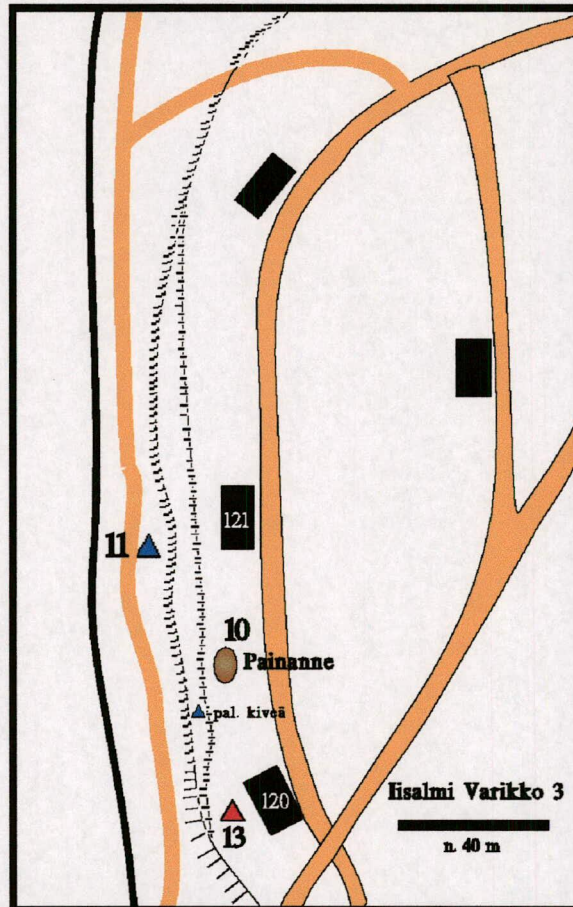 121
11
10
Painanne
pal. kiveä
120
13
Iisalmi Varikko 3
n. 40 m